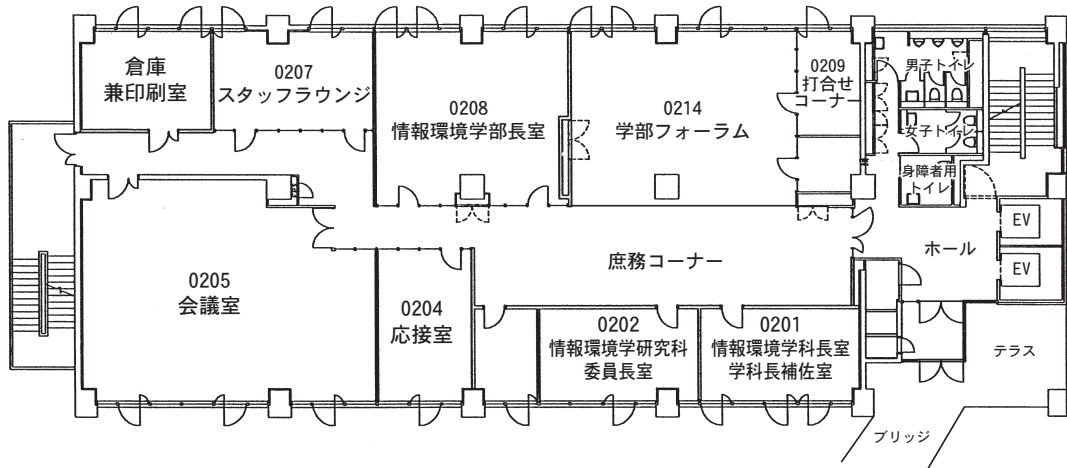 倉庫
兼印刷室
0207
スタッフラウンジ
0208
情報環境学部長室
0214
学部フォーラム
0209
打合せ
コーナー
男子トイレ
女子トイレ
身障者用
トイレ
EV
EV
ホール
庶務コーナー
0205
会議室
0204
応接室
0202
情報環境学研究科
委員長室
0201
情報環境学科長室
学科長補佐室
テラス
ブリッジ